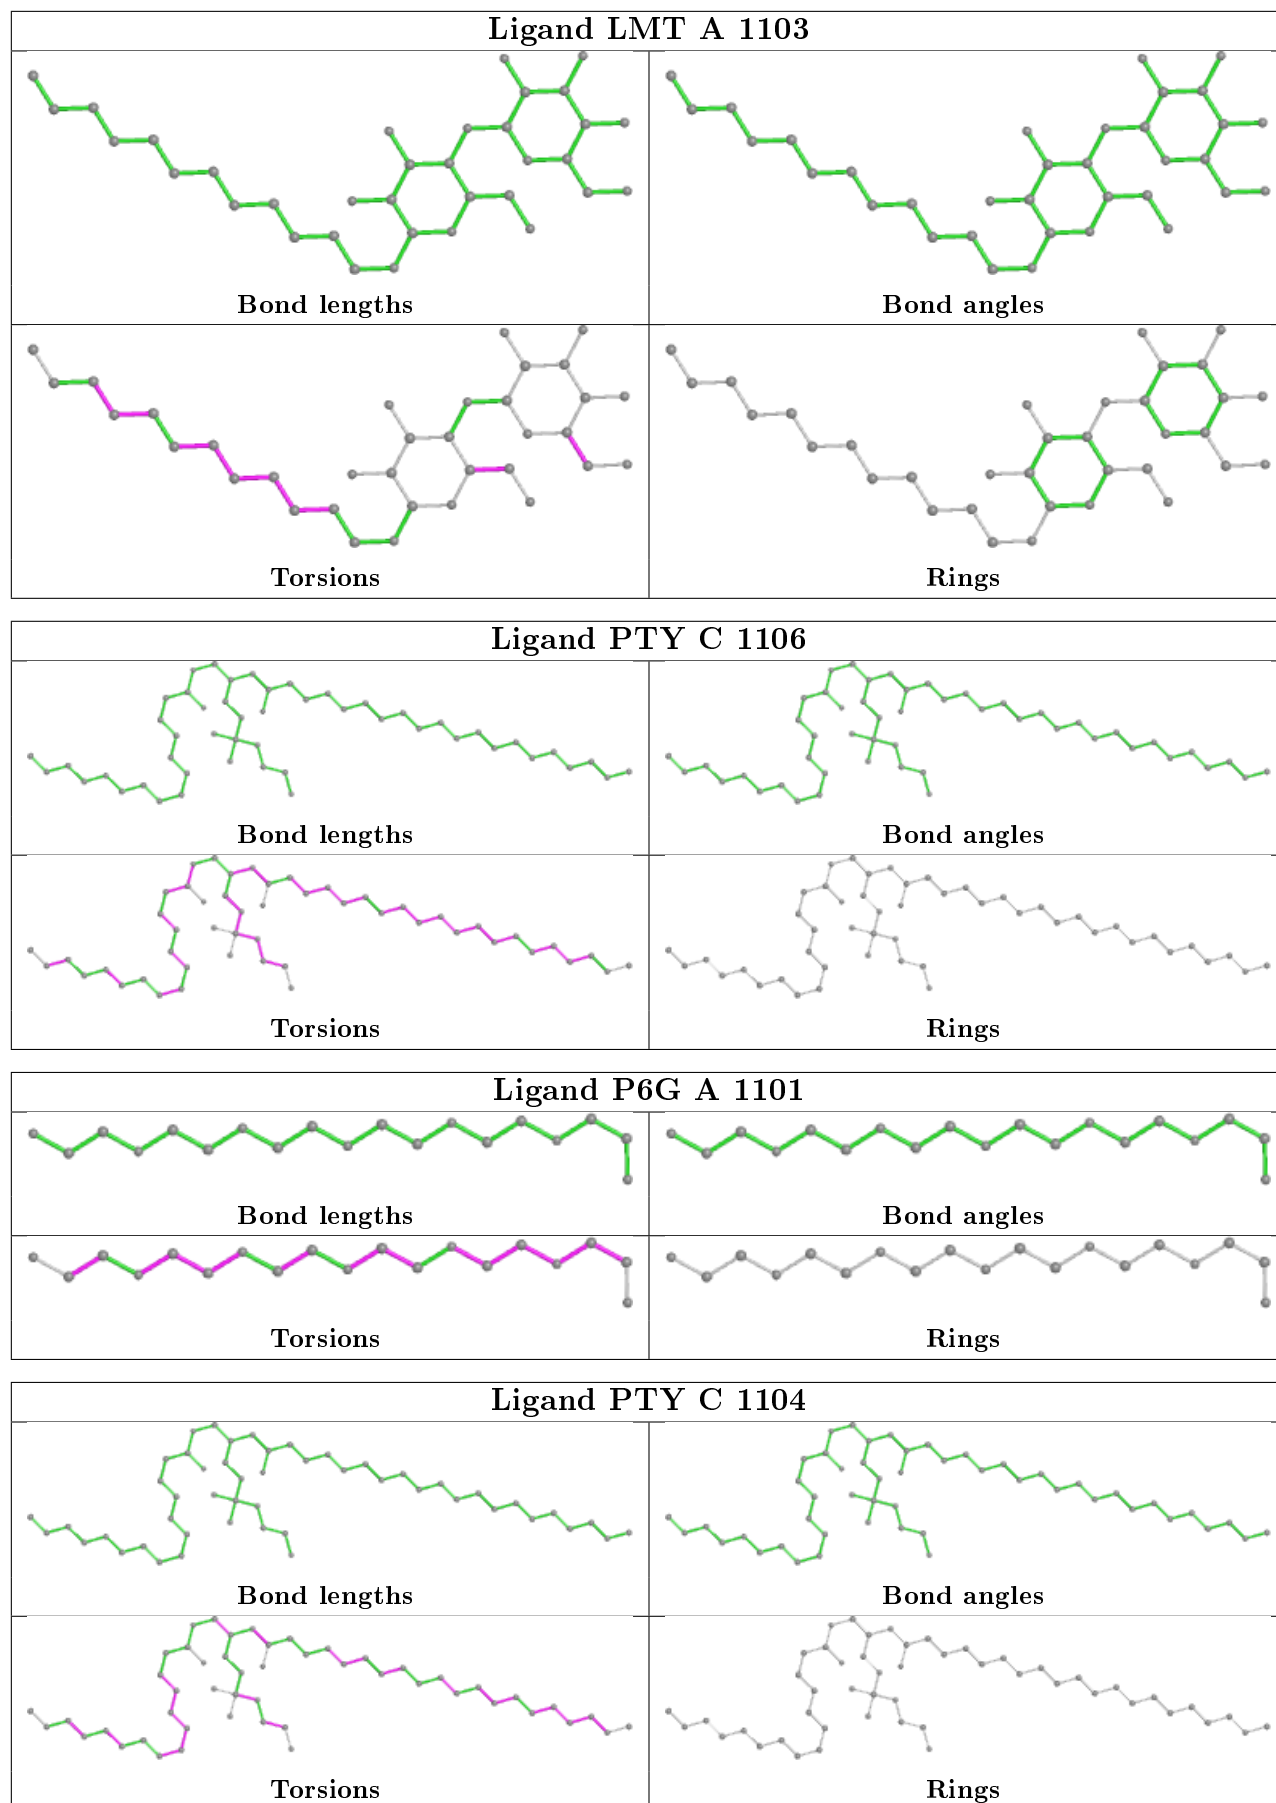 Ligand LMT A 1103
Bond lengths
Bond angles
Torsions
Rings
Ligand PTY C 1106
Bond lengths
Bond angles
Torsions
Rings
Ligand P6G A 1101
Bond lengths
Bond angles
Torsions
Rings
Ligand PTY C 1104
Bond lengths
Bond angles
Torsions
Rings